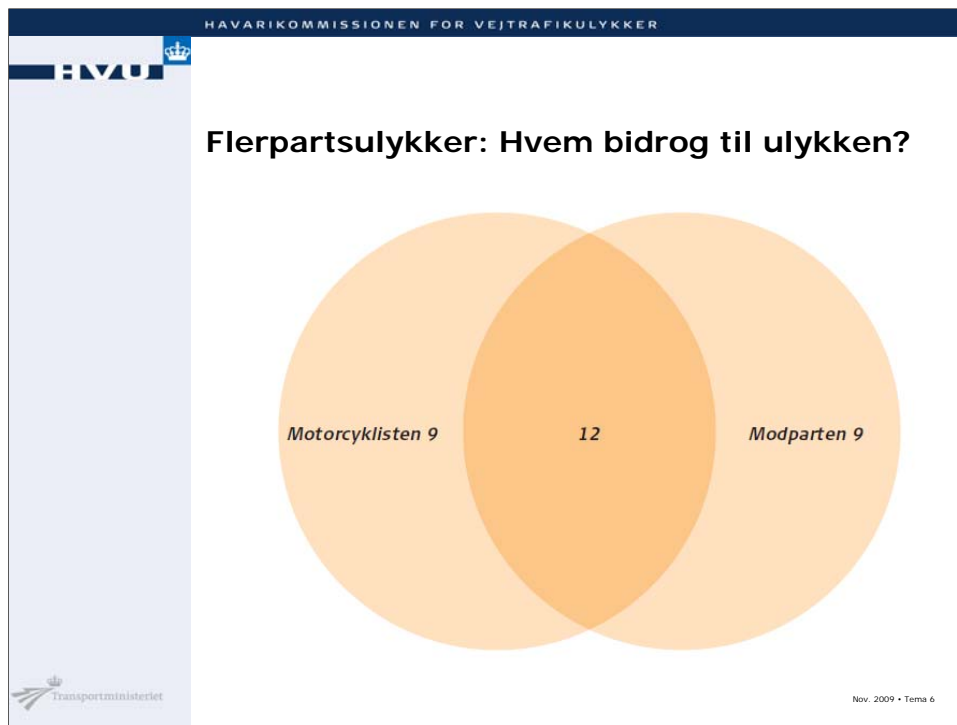 HAVARIKOMMISSIONEN FOR VEJTRAFIKULYKKER
HVU
Flerpartsulykker: Hvem bidrog til ulykken?
Motorcyklisten 9
12
Modparten 9
Transportministeriet
Nov. 2009 • Tema 6